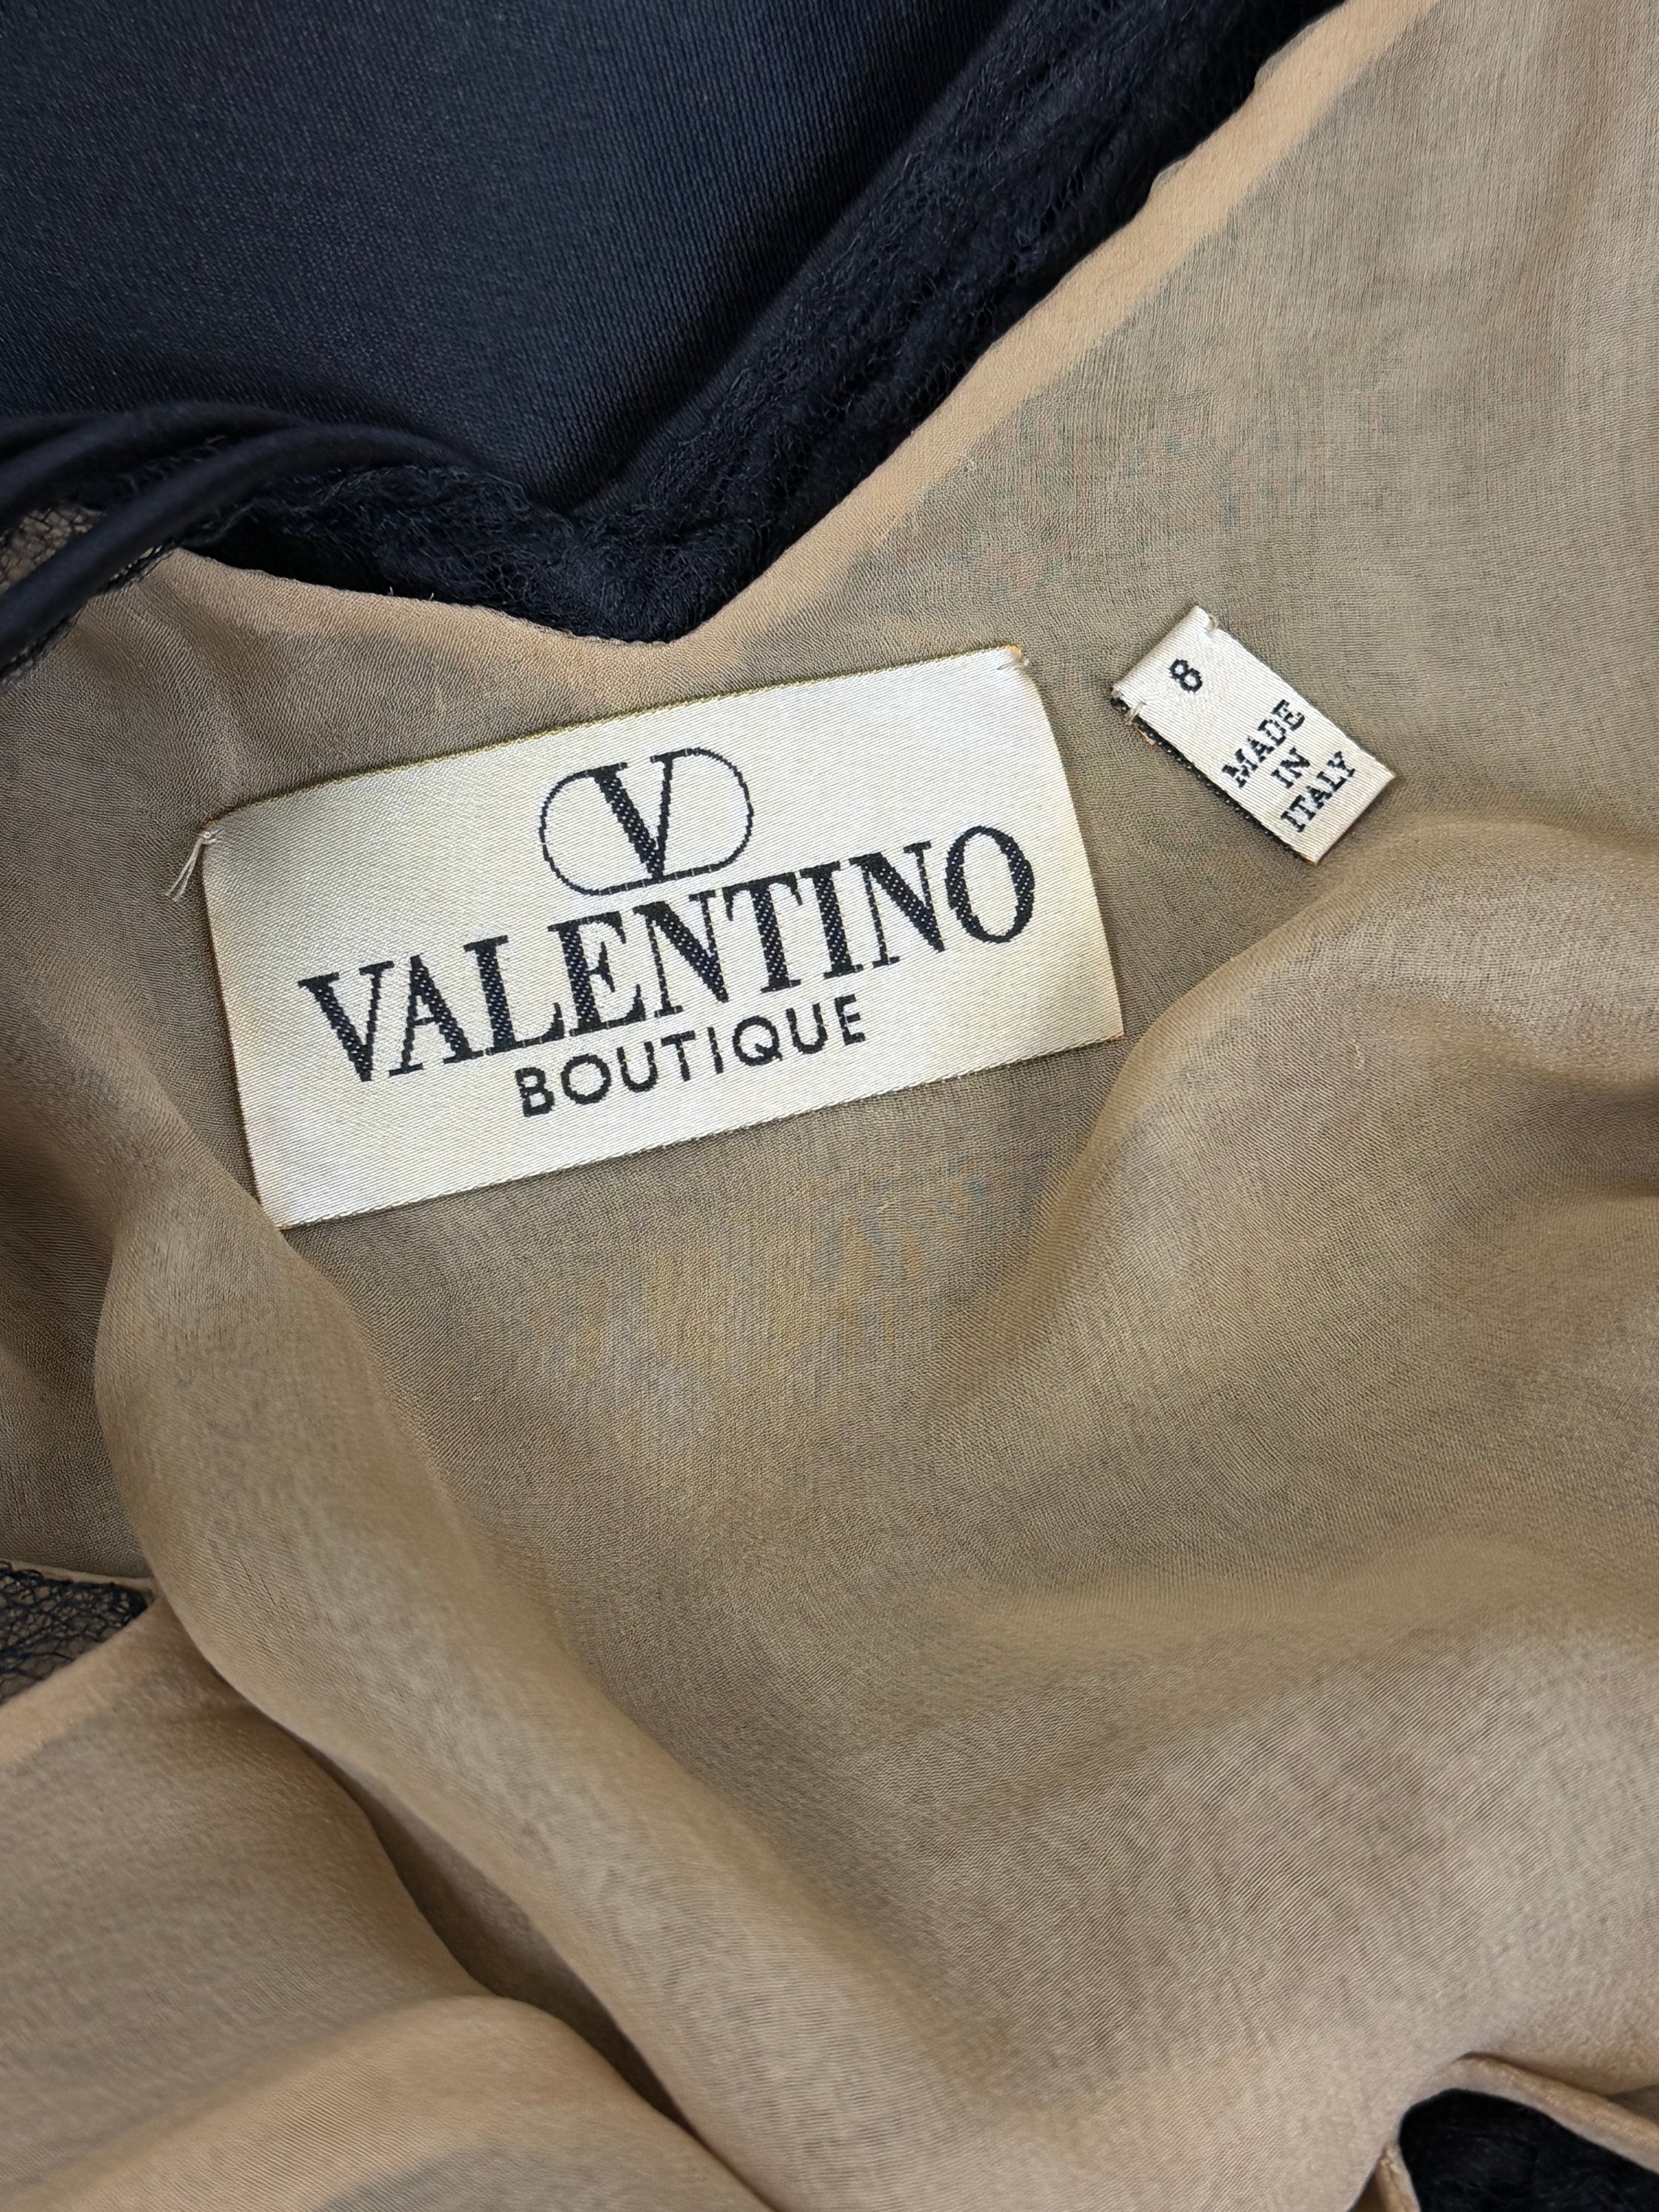 V
VALENTINO
BOUTIQUE
8
MADE
IN
ITALY